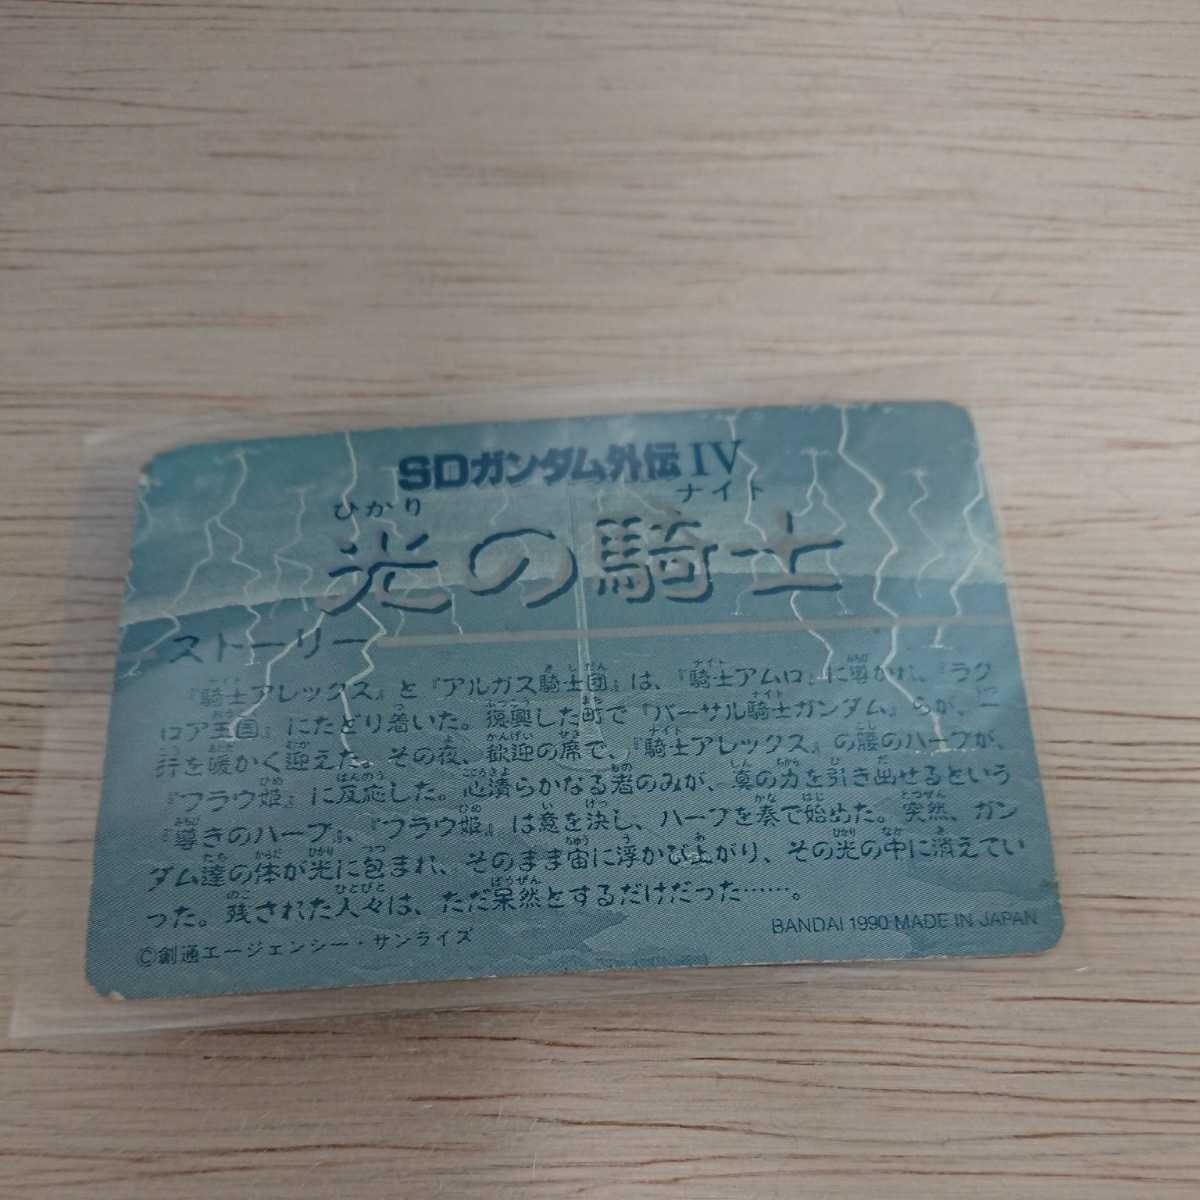 SDガンダム外伝 IV
ひかり ナイト
光の騎士
ストーリー
『騎士アレックス』と『アルガス騎士団』は、『騎士アムロ』に導かれ、『ラク
ロア王国』にたどり着いた。復興した町で『バーサル騎士ガンダム』らが、一
行を暖かく迎えた。その夜、歓迎の席で、『騎士アレックス』の腰のハープが、
『フラウ姫』に反応した。心清らかなる者のみが、真の力を引き出せるという
『導きのハープ』、『フラウ姫』は意を決し、ハープを奏で始めた。突然、ガン
ダム達の体が光に包まれ、そのまま宙に浮かび上がり、その光の中に消えてい
った。残された人々は、ただ呆然とするだけだった……。
©創通エージェンシー・サンライズ
BANDAI 1990 MADE IN JAPAN